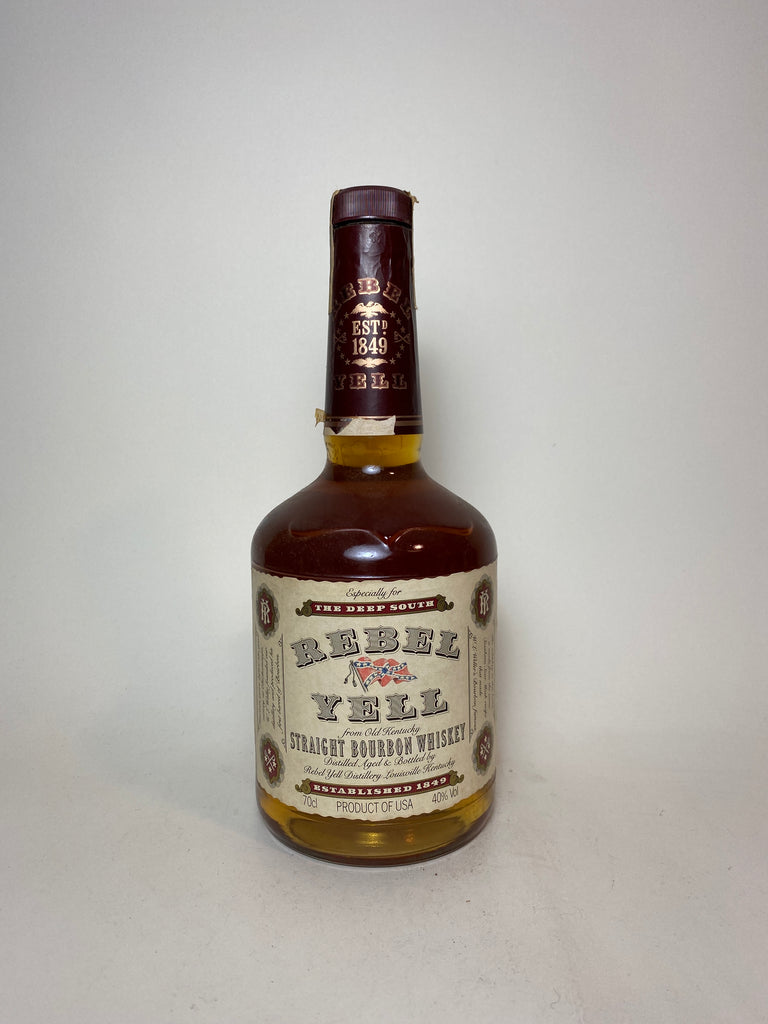 REBEL
ESTD.
1849
YELL
Especially for
THE DEEP SOUTH
REBEL
YELL
from Old Kentucky
STRAIGHT BOURBON WHISKEY
Distilled Aged & Bottled by
Rebel Yell Distillery Louisville Kentucky
ESTABLISHED 1849
70cl PRODUCT OF USA 40% Vol